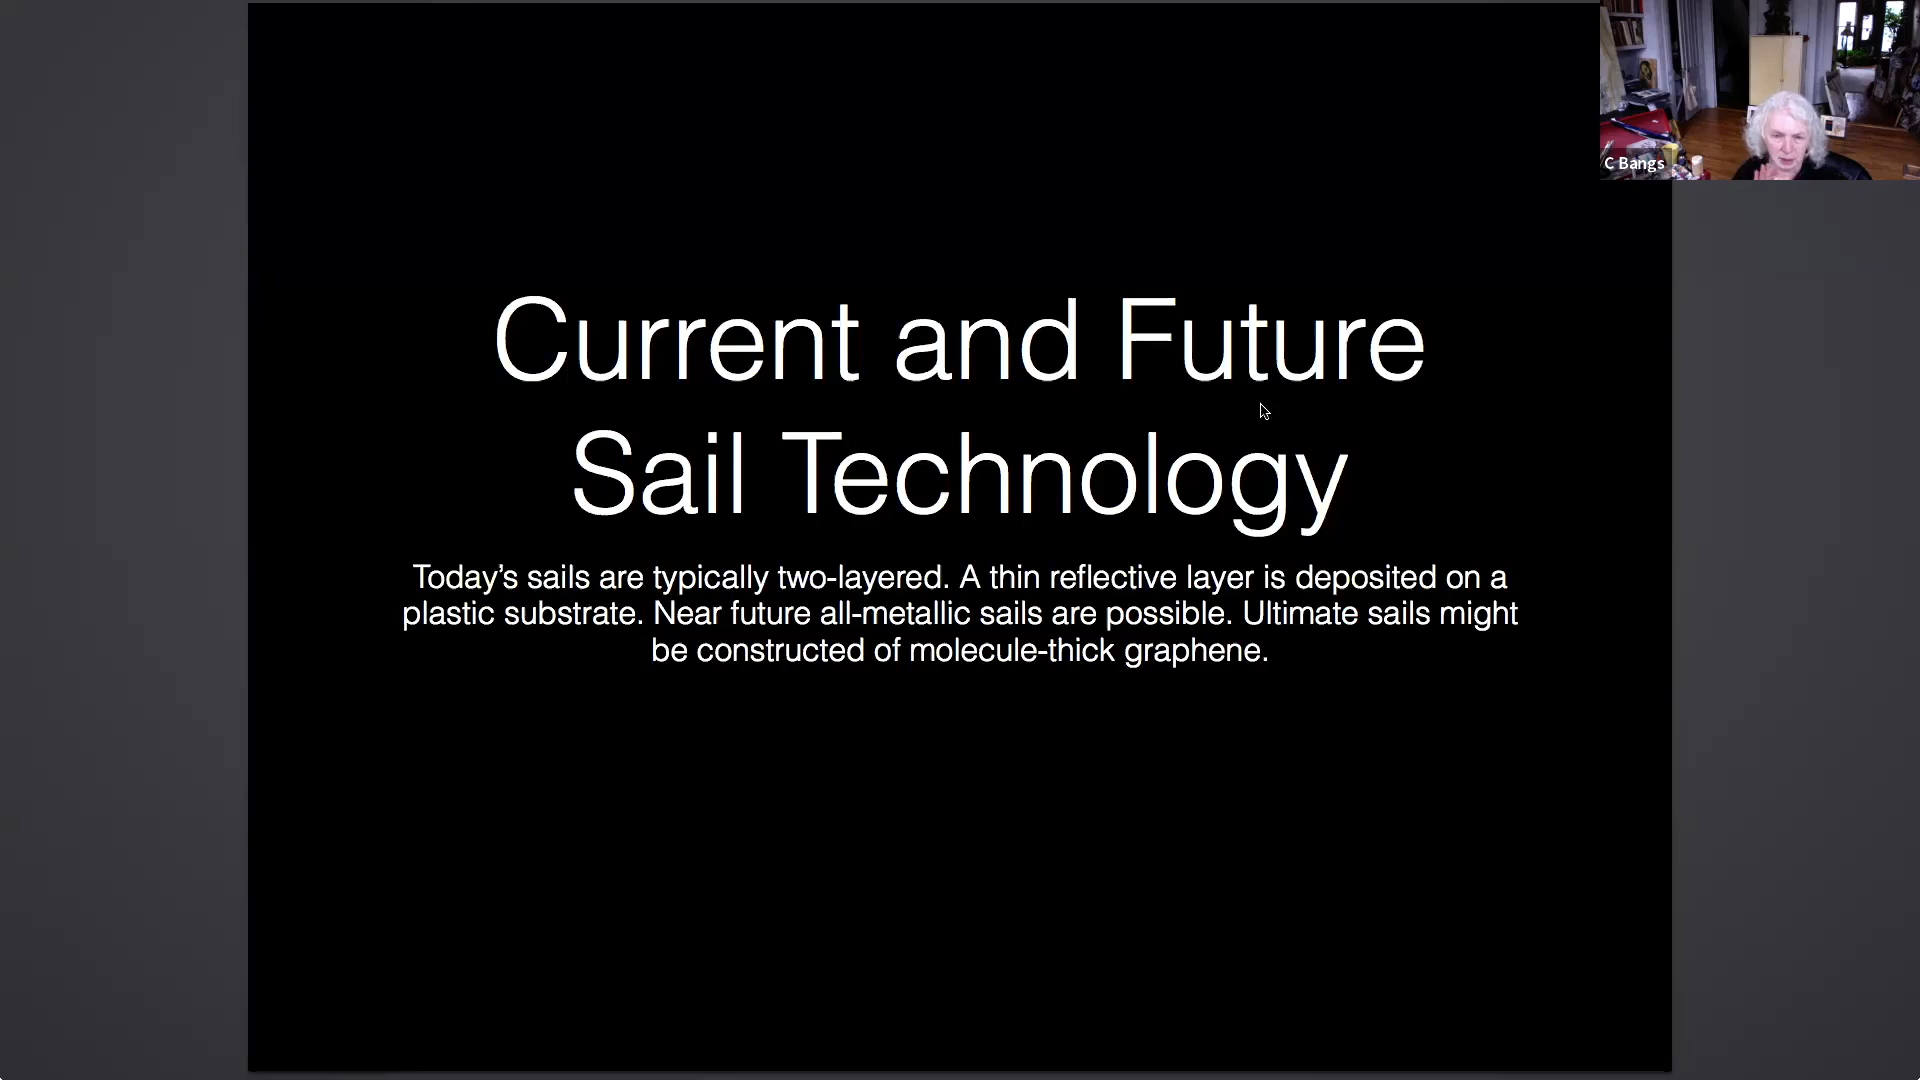 Current and Future
Sail Technology
Today’s sails are typically two-layered. A thin reflective layer is deposited on a
plastic substrate. Near future all-metallic sails are possible. Ultimate sails might
be constructed of molecule-thick graphene.
C Bangs